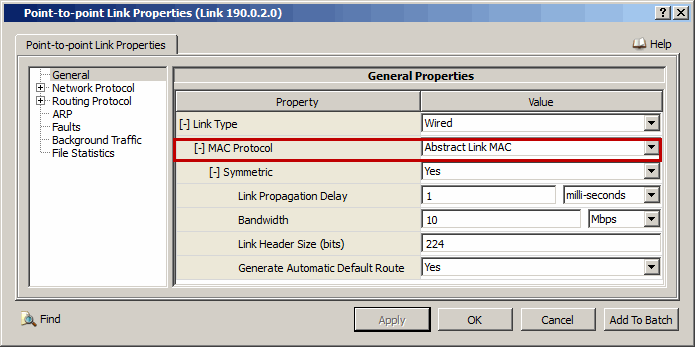 Point-to-point Link Properties (Link 190.0.2.0)
Point-to-point Link Properties
Help
General
Network Protocol
Routing Protocol
ARP
Faults
Background Traffic
File Statistics
General Properties
Property Value
[-] Link Type Wired
[-] MAC Protocol Abstract Link MAC
[-] Symmetric Yes
Link Propagation Delay 1 milli-seconds
Bandwidth 10 Mbps
Link Header Size (bits) 224
Generate Automatic Default Route Yes
Find Apply OK Cancel Add To Batch